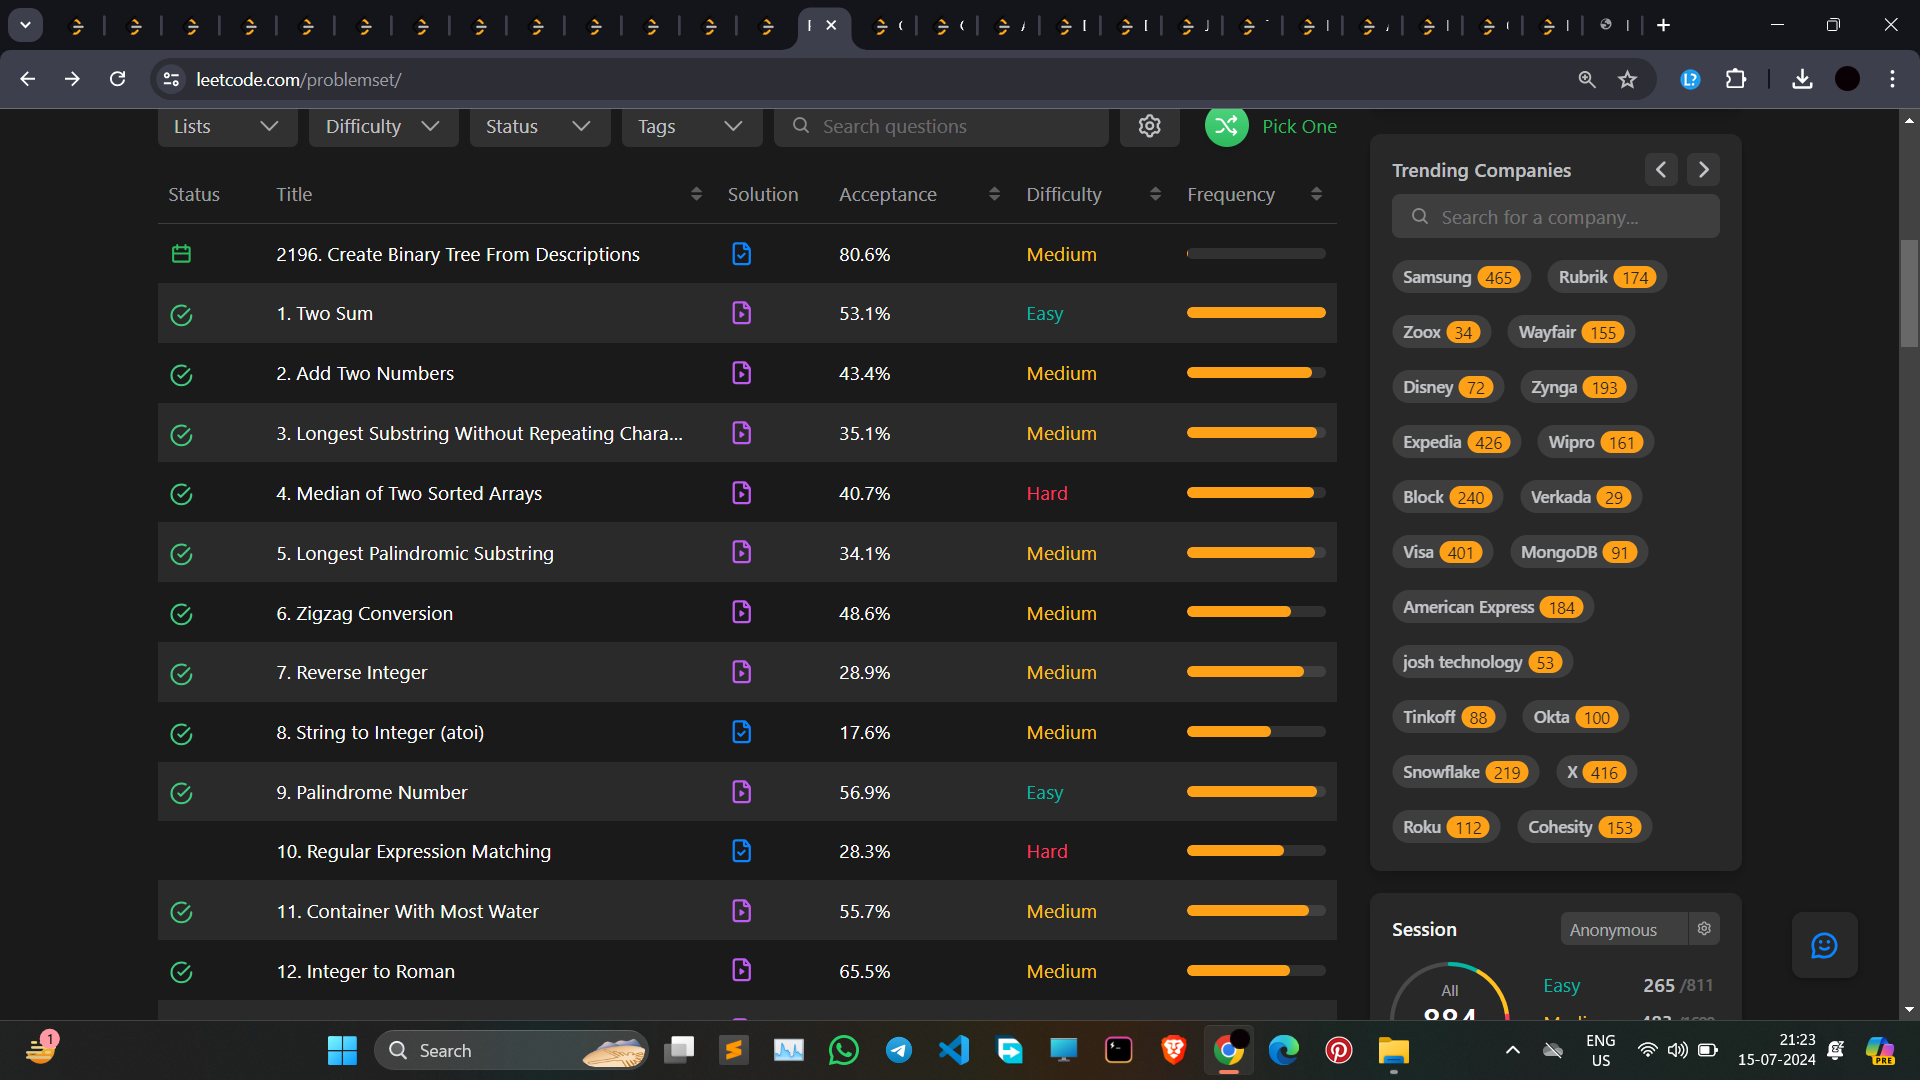 leetcode.com/problemset/
Lists Difficulty Status Tags Search questions Pick One
Status Title Solution Acceptance Difficulty Frequency
2196. Create Binary Tree From Descriptions 80.6% Medium
1. Two Sum 53.1% Easy
2. Add Two Numbers 43.4% Medium
3. Longest Substring Without Repeating Chara... 35.1% Medium
4. Median of Two Sorted Arrays 40.7% Hard
5. Longest Palindromic Substring 34.1% Medium
6. Zigzag Conversion 48.6% Medium
7. Reverse Integer 28.9% Medium
8. String to Integer (atoi) 17.6% Medium
9. Palindrome Number 56.9% Easy
10. Regular Expression Matching 28.3% Hard
11. Container With Most Water 55.7% Medium
12. Integer to Roman 65.5% Medium
Trending Companies
Search for a company...
Samsung 465 Rubrik 174
Zoox 34 Wayfair 155
Disney 72 Zynga 193
Expedia 426 Wipro 161
Block 240 Verkada 29
Visa 401 MongoDB 91
American Express 184
josh technology 53
Tinkoff 88 Okta 100
Snowflake 219 X 416
Roku 112 Cohesity 153
Session Anonymous
All
884
Easy 265 /811
1
Search
ENG
US
21:23
15-07-2024
PRE